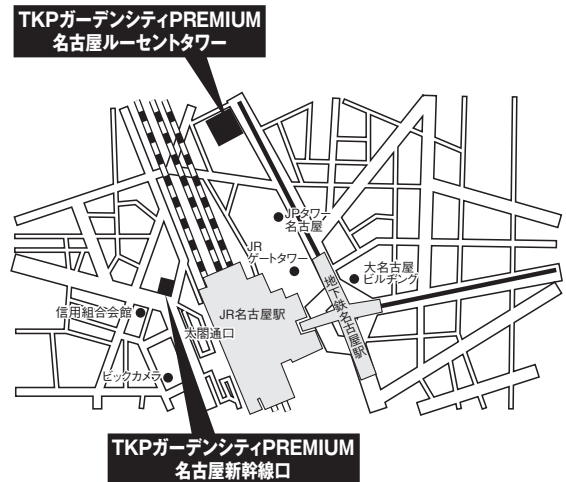 TKPガーデンシティPREMIUM
名古屋ルーセントタワー
JPタワー
名古屋
JR
ゲートタワー
大名古屋
ビルヂング
地下鉄名古屋駅
JR名古屋駅
信用組合会館
太閤通口
ビックカメラ
TKPガーデンシティPREMIUM
名古屋新幹線口